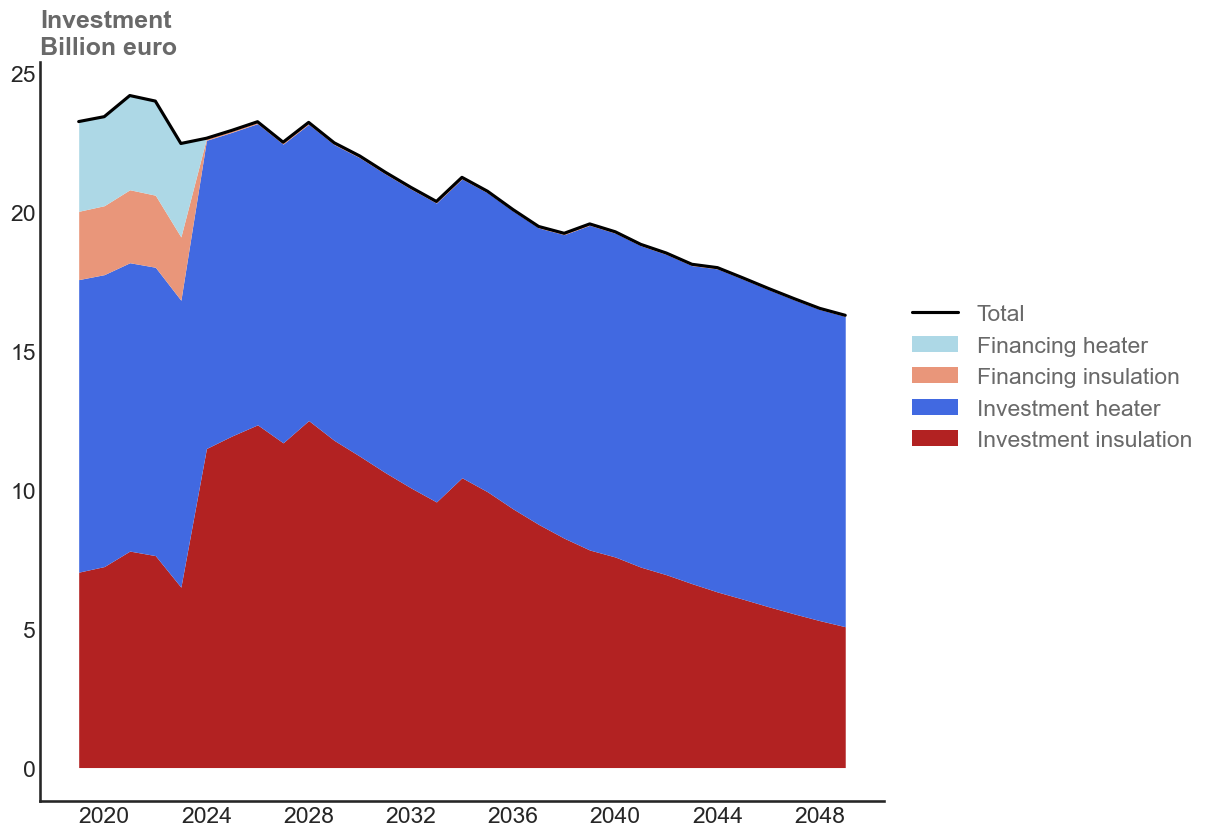 Investment
Billion euro
25
20
15
10
5
0
2020 2024 2028 2032 2036 2040 2044 2048
Total
Financing heater
Financing insulation
Investment heater
Investment insulation